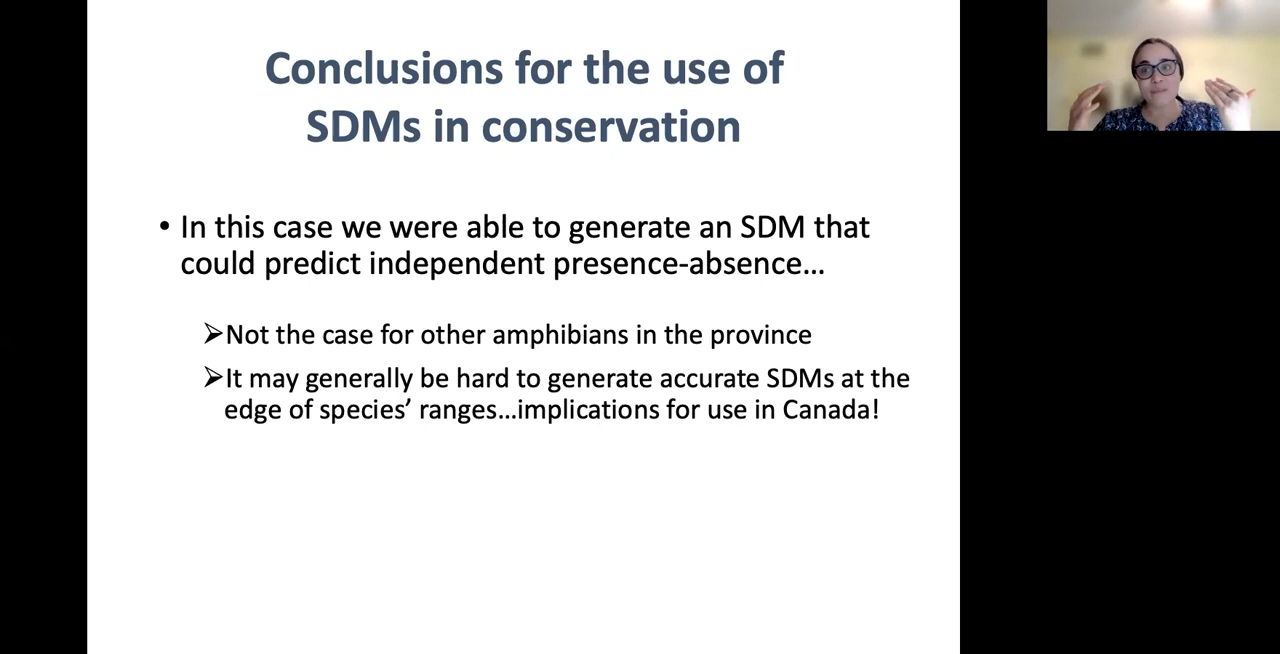 Conclusions for the use of
SDMs in conservation
• In this case we were able to generate an SDM that
could predict independent presence-absence...
➢Not the case for other amphibians in the province
➢It may generally be hard to generate accurate SDMs at the
edge of species’ ranges...implications for use in Canada!